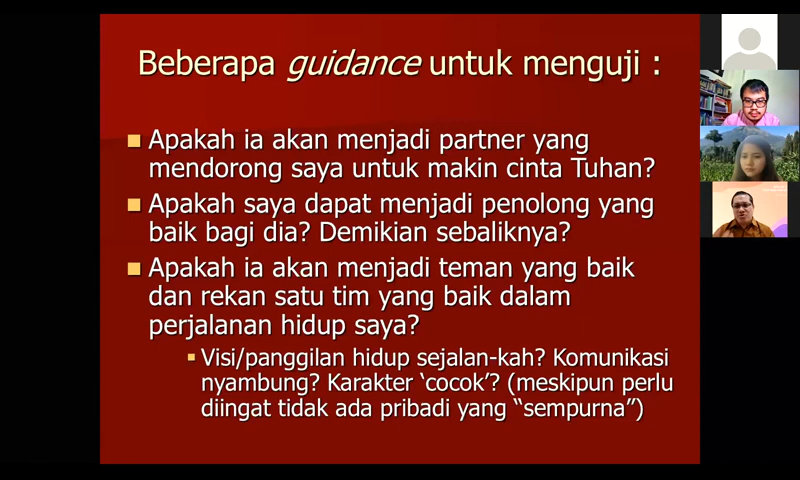 Beberapa guidance untuk menguji :
Apakah ia akan menjadi partner yang
mendorong saya untuk makin cinta Tuhan?
Apakah saya dapat menjadi penolong yang
baik bagi dia? Demikian sebaliknya?
Apakah ia akan menjadi teman yang baik
dan rekan satu tim yang baik dalam
perjalanan hidup saya?
Visi/panggilan hidup sejalan-kah? Komunikasi
nyambung? Karakter ‘cocok’? (meskipun perlu
diingat tidak ada pribadi yang “sempurna”)